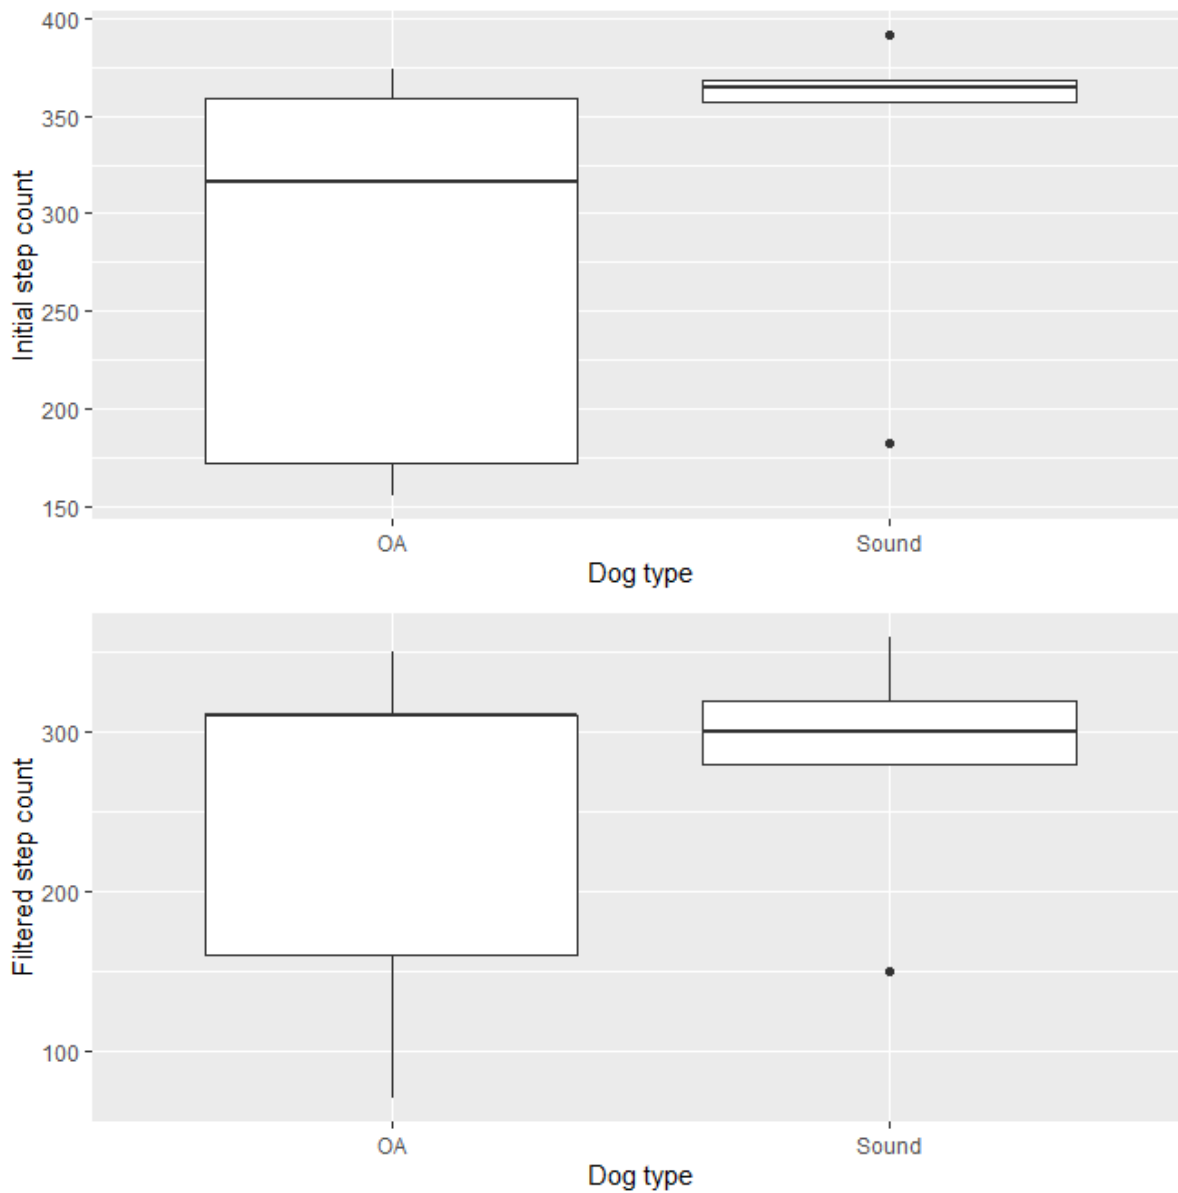 400
350
300
250
200
150
Initial step count
OA
Sound
Dog type
300
200
100
Filtered step count
OA
Sound
Dog type